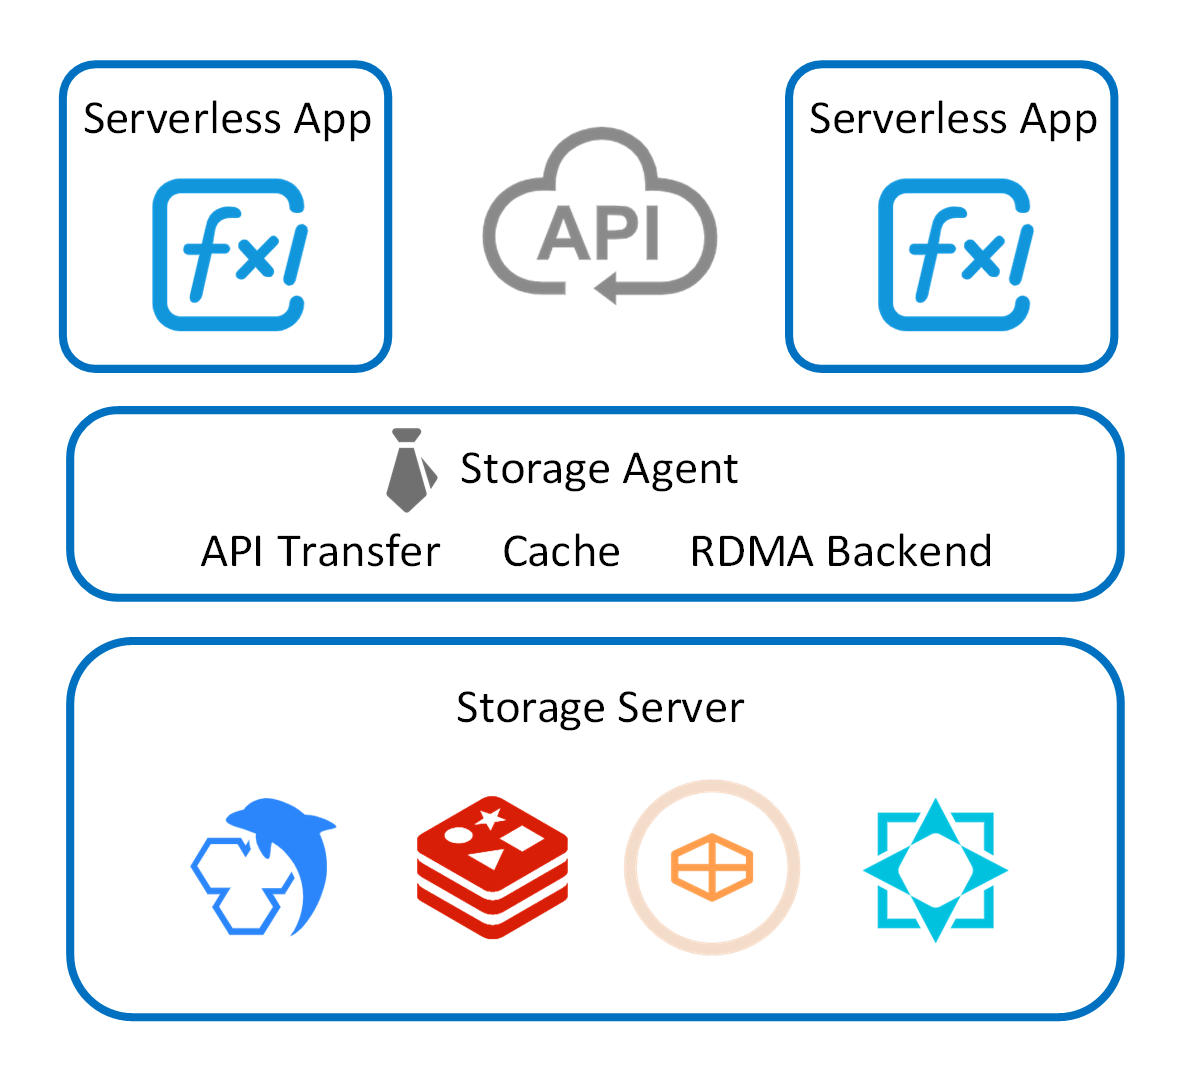 Serverless App
fx
API
Serverless App
fx
Storage Agent
API Transfer Cache RDMA Backend
Storage Server